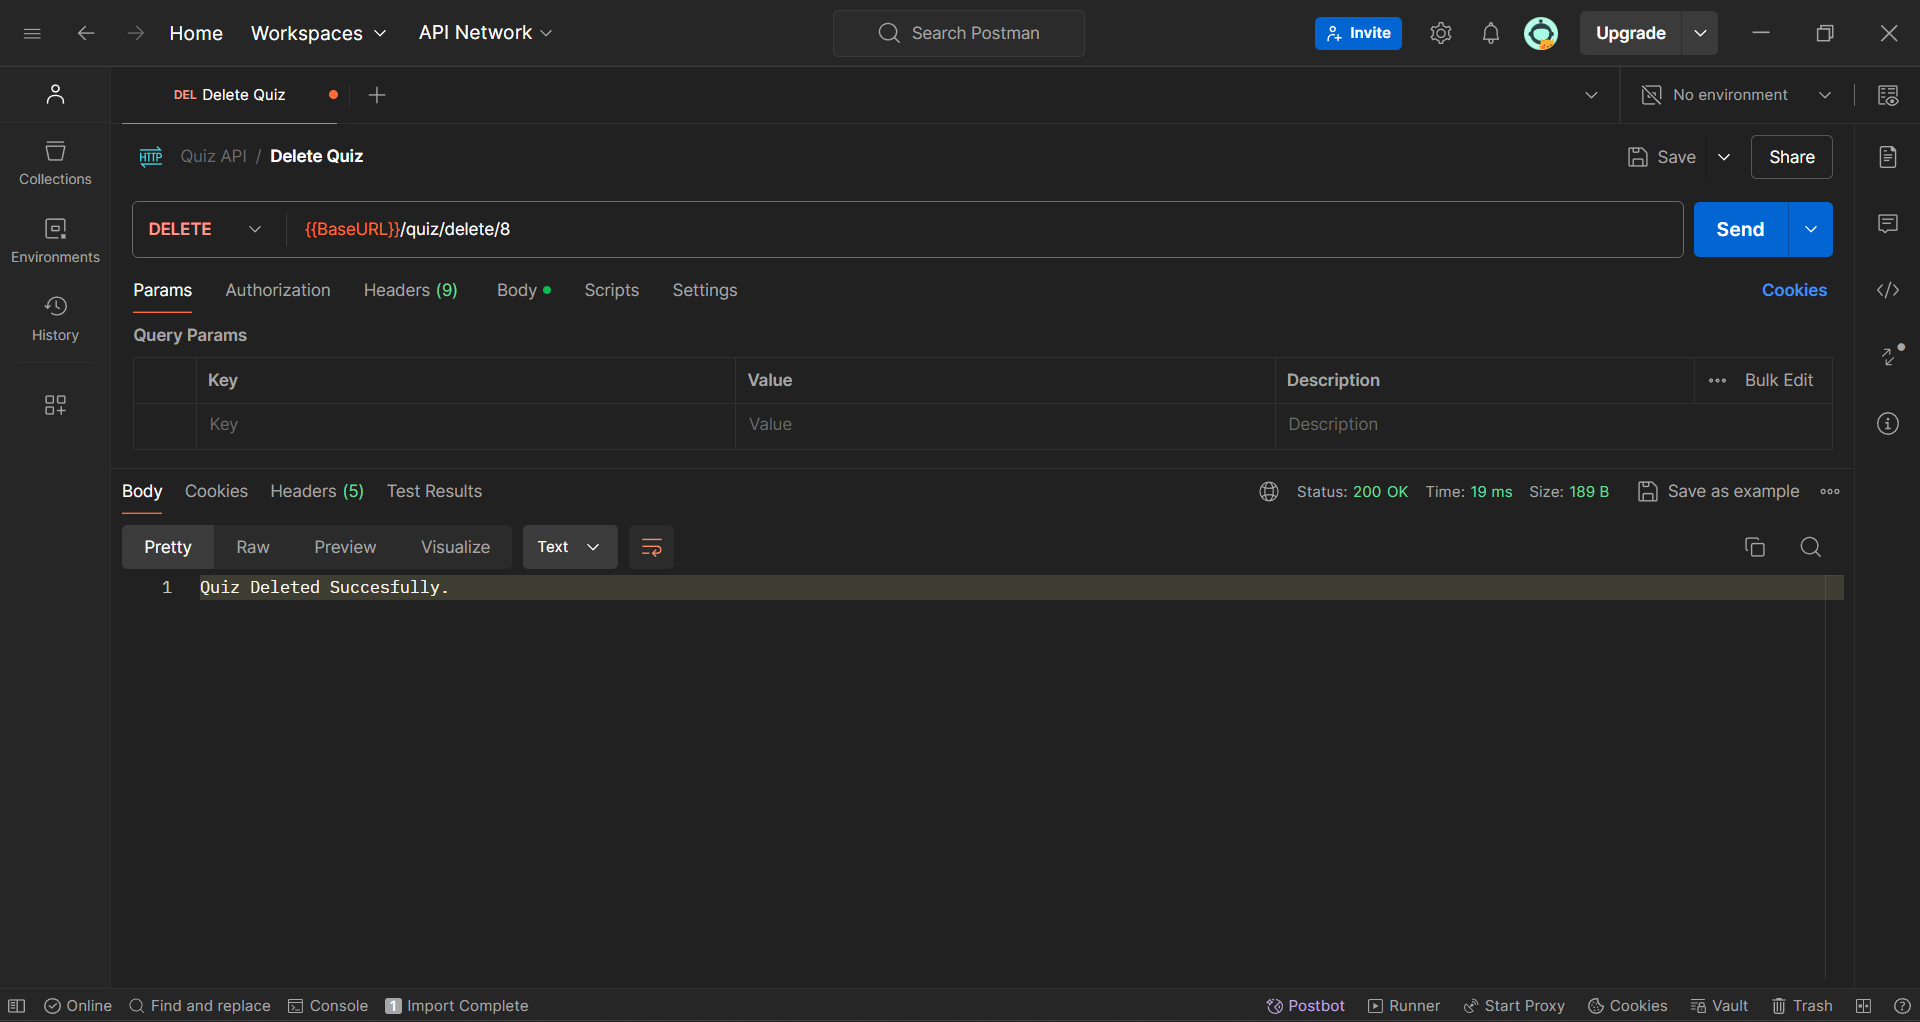 Home Workspaces API Network Search Postman Invite Upgrade
DEL Delete Quiz No environment
HTTP Quiz API / Delete Quiz Save Share
Collections
Environments
History
DELETE {{BaseURL}}/quiz/delete/8 Send
Params Authorization Headers (9) Body Scripts Settings Cookies
Query Params
Key Value Description Bulk Edit
Key Value Description
Body Cookies Headers (5) Test Results Status: 200 OK Time: 19 ms Size: 189 B Save as example
Pretty Raw Preview Visualize Text
1 Quiz Deleted Succesfully.
Online Find and replace Console 1 Import Complete Postbot Runner Start Proxy Cookies Vault Trash